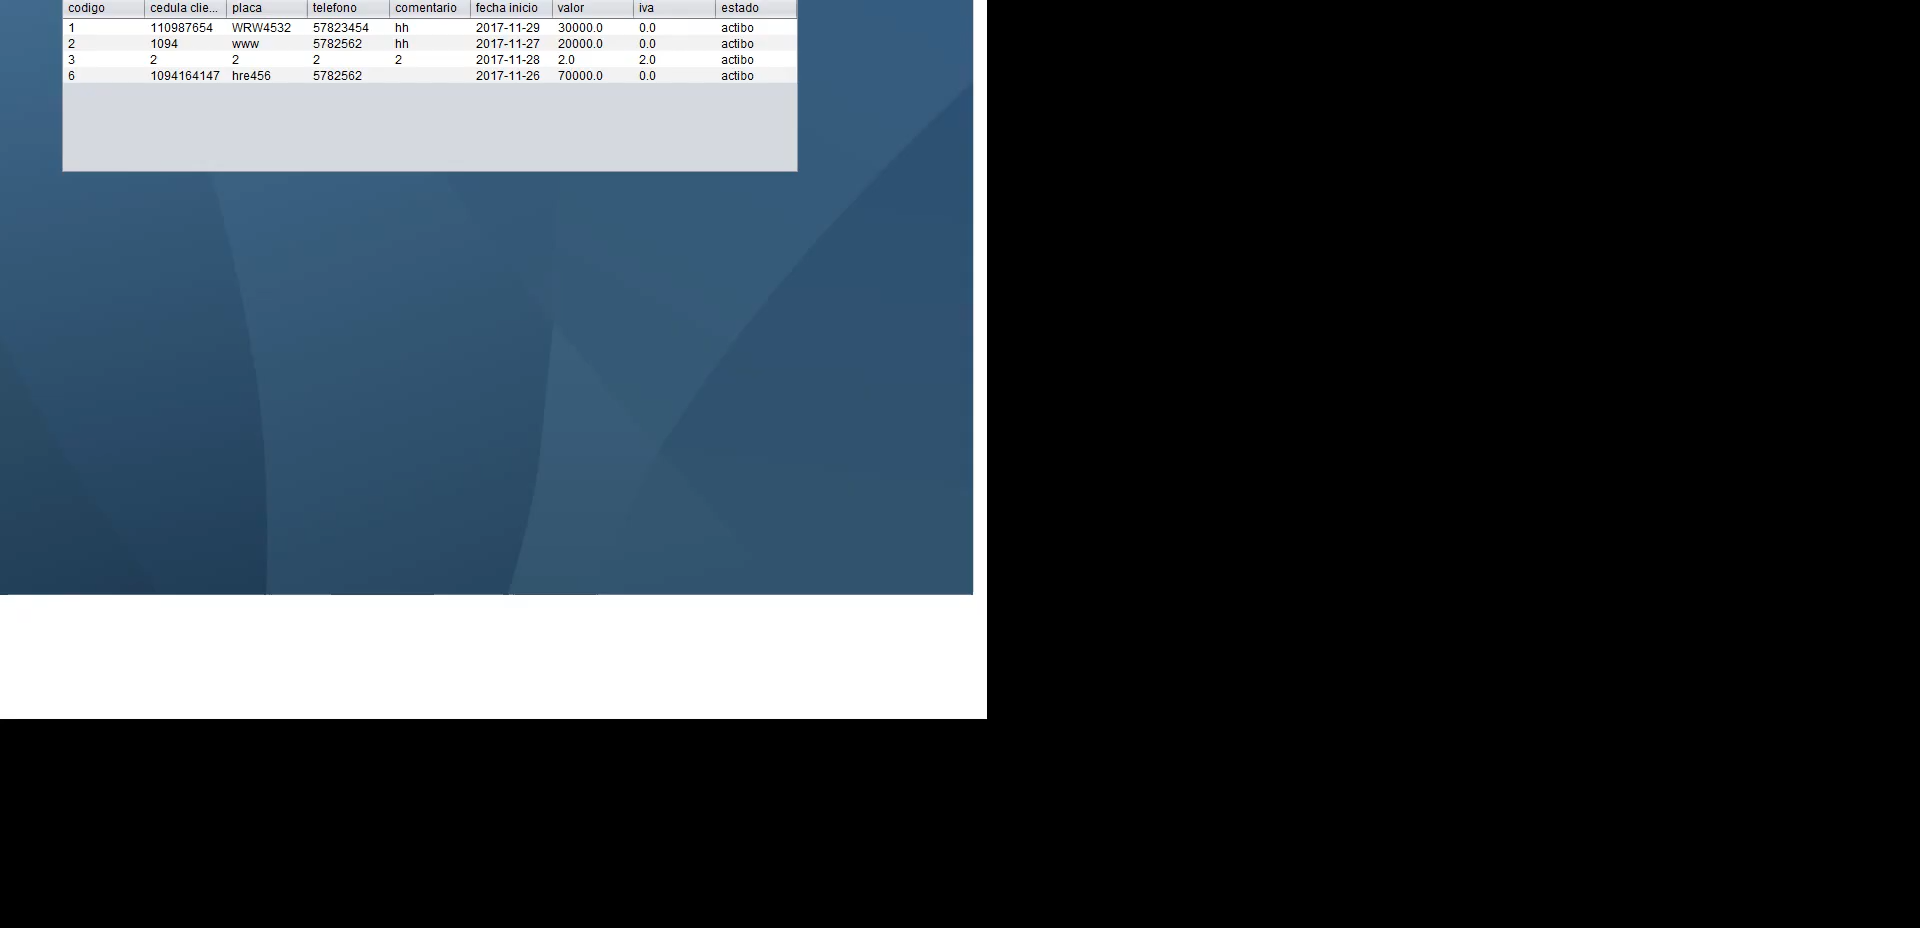 codigo cedula clie... placa telefono comentario fecha inicio valor iva estado
1 110987654 WRW4532 57823454 hh 2017-11-29 30000.0 0.0 actibo
2 1094 www 5782562 hh 2017-11-27 20000.0 0.0 actibo
3 2 2 2 2 2017-11-28 2.0 2.0 actibo
6 1094164147 hre456 5782562 2017-11-26 70000.0 0.0 actibo